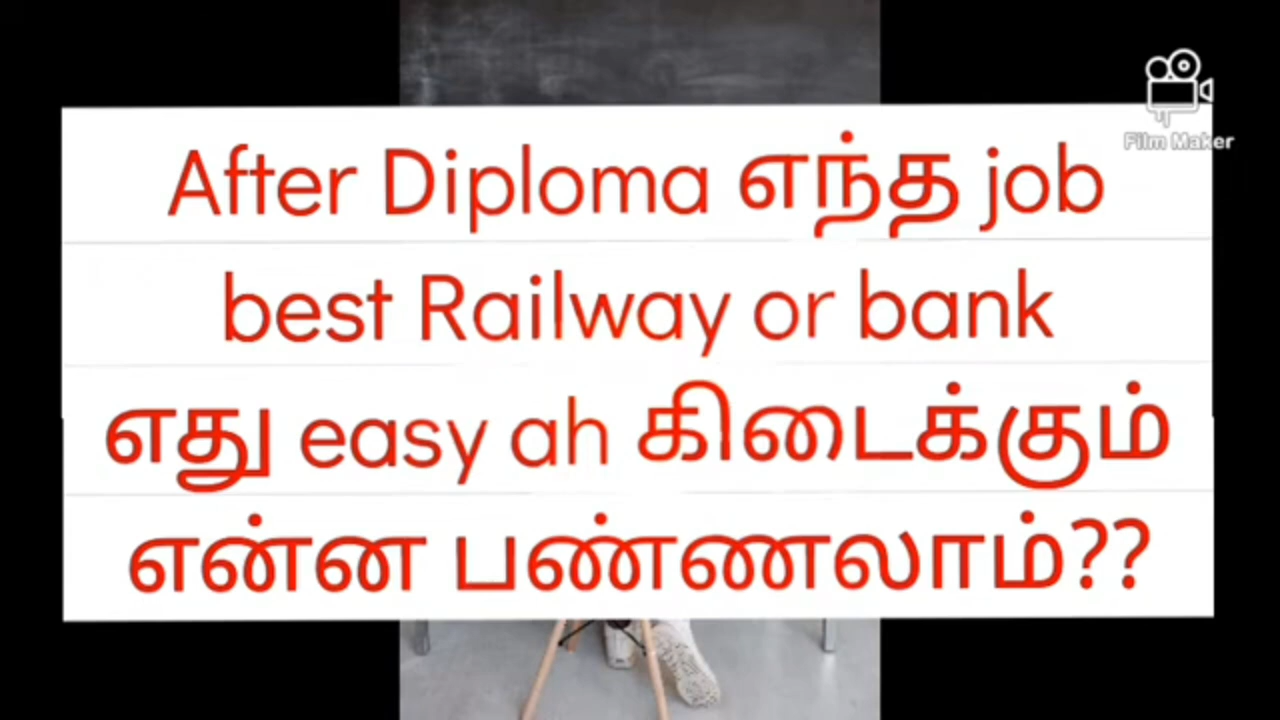 Film Maker
After Diploma எந்த job
best Railway or bank
எது easy ah கிடைக்கும்
என்ன பண்ணலாம்??